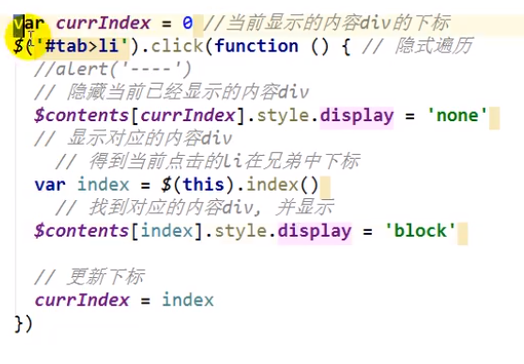 var currIndex = 0 //当前显示的内容div的下标
$('#tab>li').click(function () { // 隐式遍历
//alert('----')
// 隐藏当前已经显示的内容div
$contents[currIndex].style.display = 'none'
// 显示对应的内容div
// 得到当前点击的li在兄弟中下标
var index = $(this).index()
// 找到对应的内容div, 并显示
$contents[index].style.display = 'block'
// 更新下标
currIndex = index
})